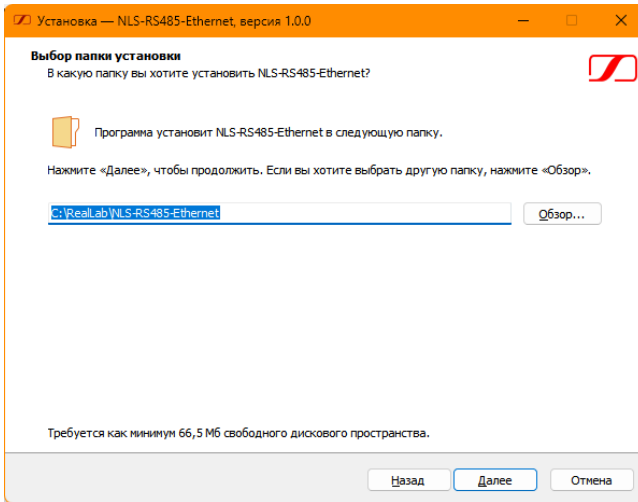 Установка — NLS-RS485-Ethernet, версия 1.0.0
Выбор папки установки
В какую папку вы хотите установить NLS-RS485-Ethernet?
Программа установит NLS-RS485-Ethernet в следующую папку.
Нажмите «Далее», чтобы продолжить. Если вы хотите выбрать другую папку, нажмите «Обзор».
C:\RealLab\NLS-RS485-Ethernet
Обзор...
Требуется как минимум 66,5 Мб свободного дискового пространства.
Назад
Далее
Отмена